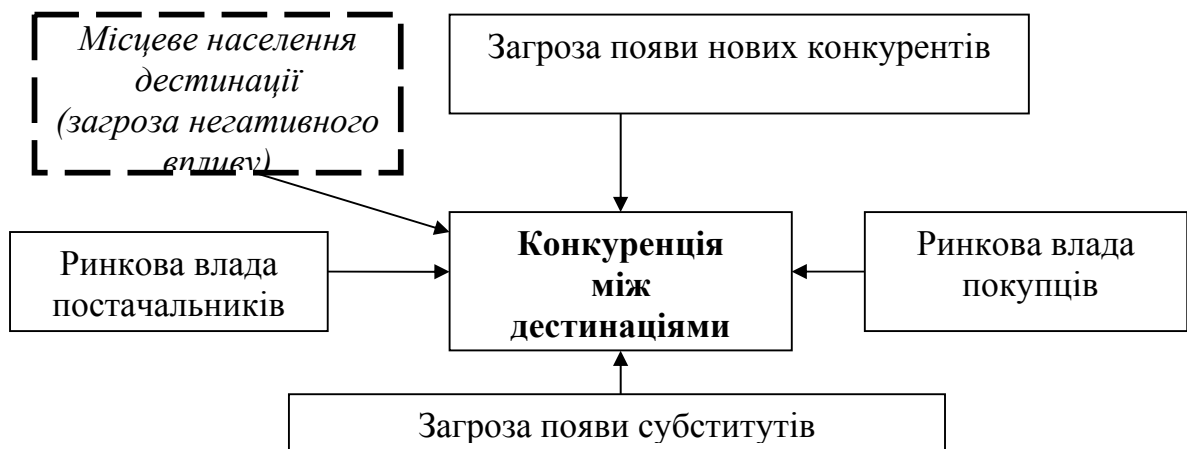 Місцеве населення
дестинації
(загроза негативного
впливу)
Загроза появи нових конкурентів
Ринкова влада
постачальників
Конкуренція
між
дестинаціями
Ринкова влада
покупців
Загроза появи субститутів